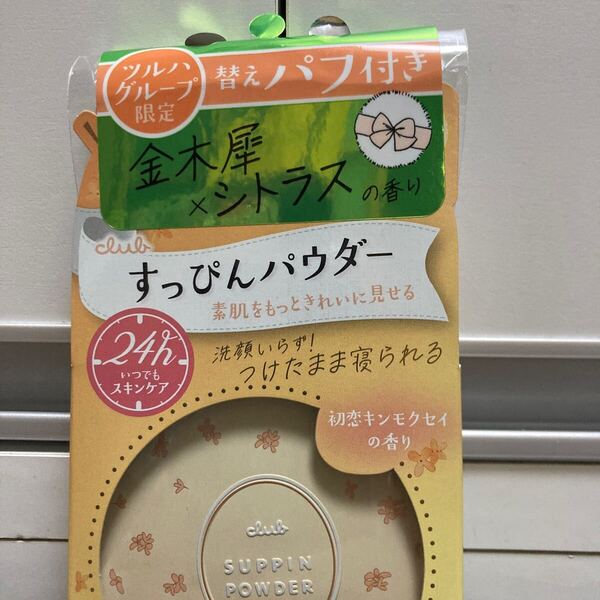 ツルハ
グループ
限定
替えパフ付き
金木犀
×シトラスの香り
club
すっぴんパウダー
素肌をもっときれいに見せる
24h
いつでも
スキンケア
洗顔いらず!
つけたまま寝られる
初恋キンモクセイ
の香り
club
SUPPIN
POWDER